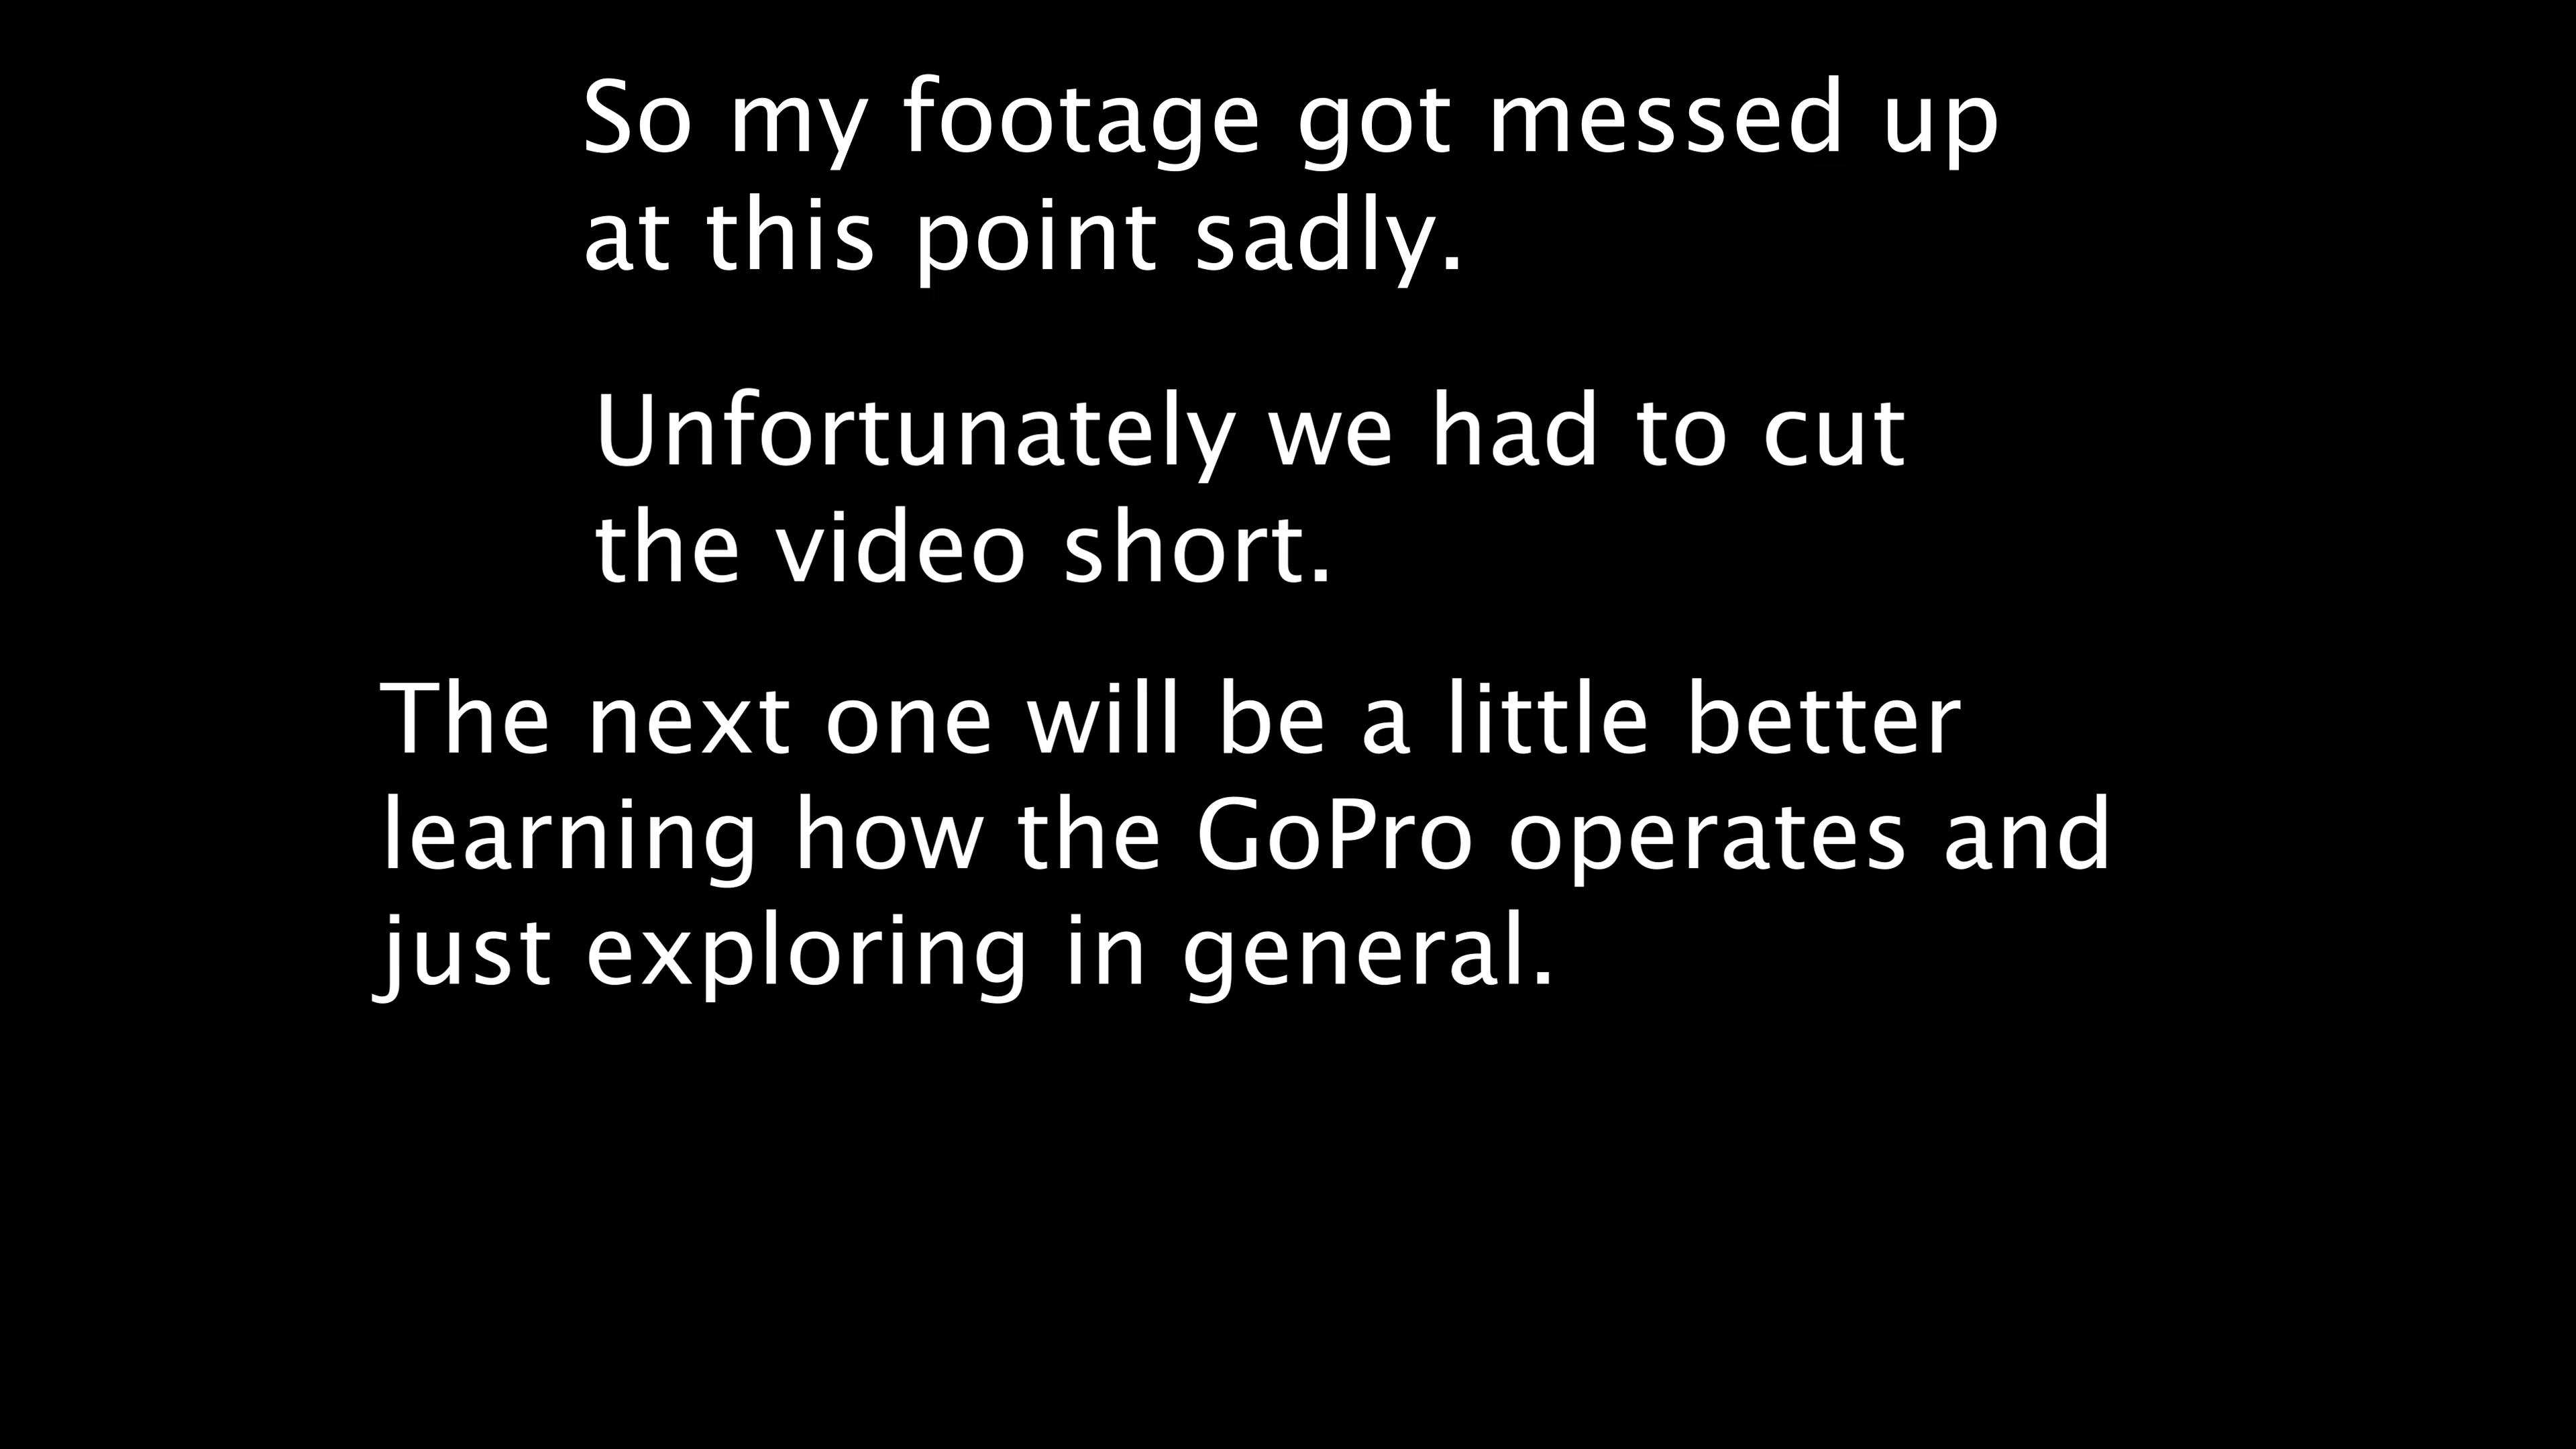 So my footage got messed up
at this point sadly.
Unfortunately we had to cut
the video short.
The next one will be a little better
learning how the GoPro operates and
just exploring in general.